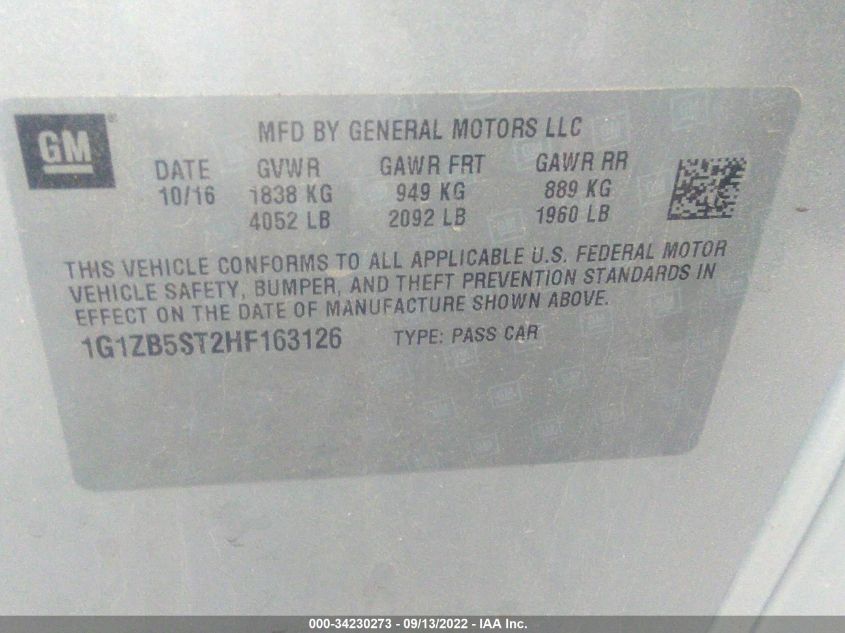 GM ®
MFD BY GENERAL MOTORS LLC
DATE GVWR GAWR FRT GAWR RR
10/16 1838 KG 949 KG 889 KG
4052 LB 2092 LB 1960 LB
THIS VEHICLE CONFORMS TO ALL APPLICABLE U.S. FEDERAL MOTOR
VEHICLE SAFETY, BUMPER, AND THEFT PREVENTION STANDARDS IN
EFFECT ON THE DATE OF MANUFACTURE SHOWN ABOVE.
1G1ZB5ST2HF163126 TYPE: PASS CAR
000-34230273 - 09/13/2022 - IAA Inc.